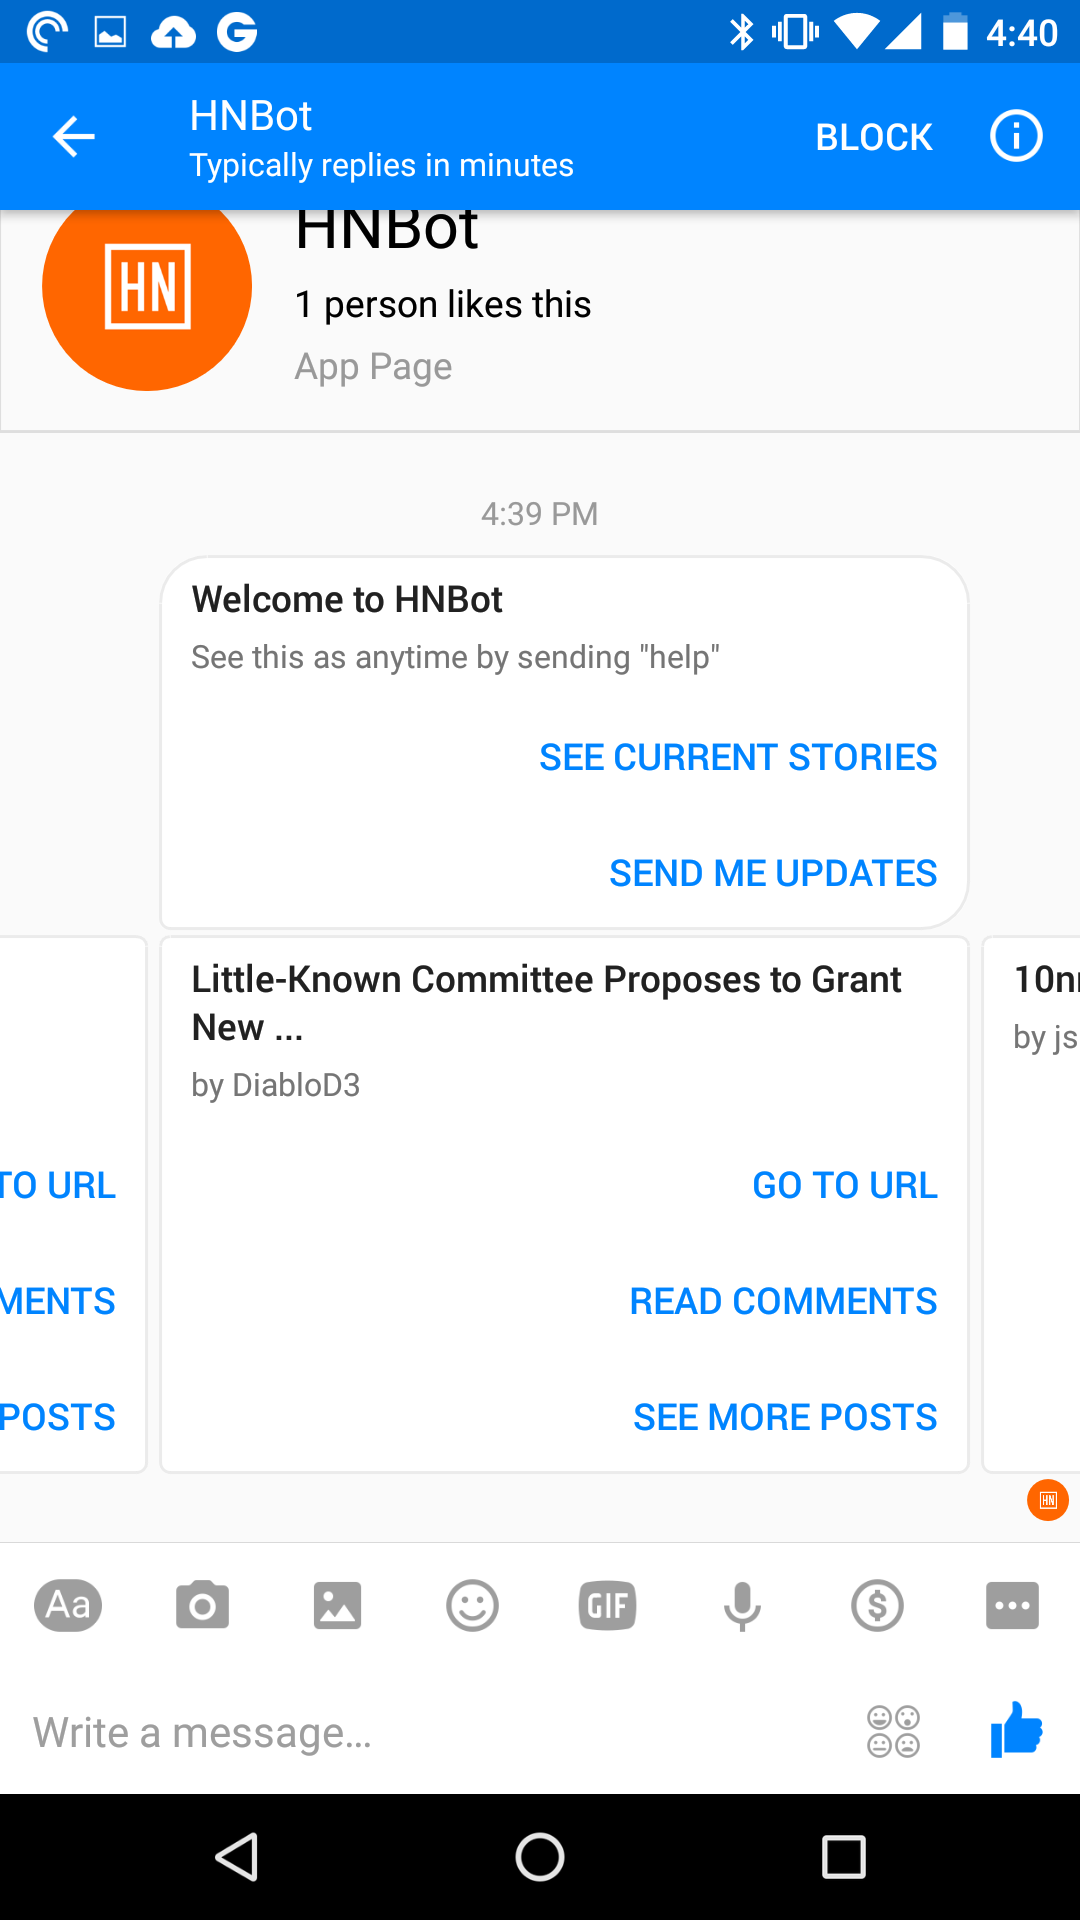 4:40
HNBot
Typically replies in minutes
BLOCK
HNBot
HN
1 person likes this
App Page
4:39 PM
Welcome to HNBot
See this as anytime by sending "help"
SEE CURRENT STORIES
SEND ME UPDATES
Little-Known Committee Proposes to Grant
New ...
by DiabloD3
GO TO URL
READ COMMENTS
SEE MORE POSTS
TO URL
MENTS
POSTS
by js
HN
Aa
GIF
$
Write a message...